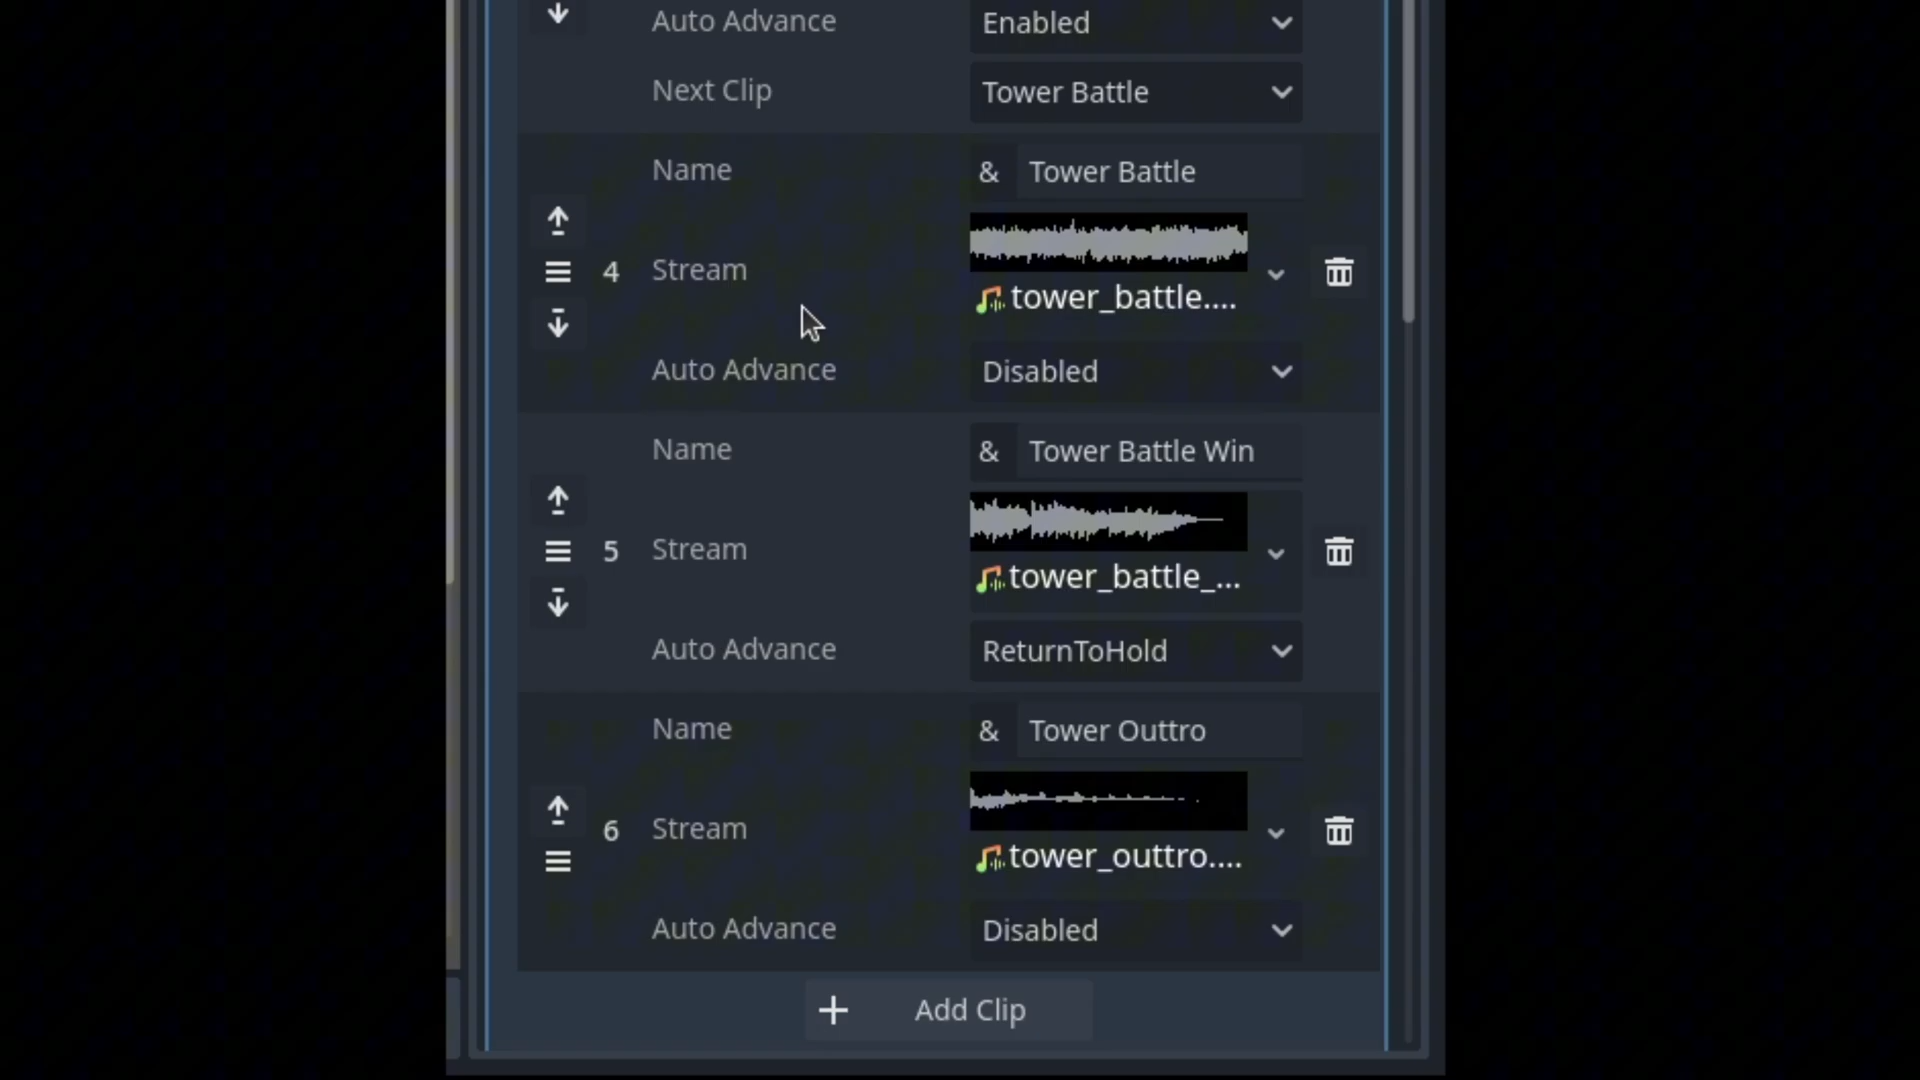 Auto Advance Enabled
Next Clip Tower Battle
Name & Tower Battle
4 Stream tower_battle....
Auto Advance Disabled
Name & Tower Battle Win
5 Stream tower_battle_...
Auto Advance ReturnToHold
Name & Tower Outtro
6 Stream tower_outtro....
Auto Advance Disabled
+ Add Clip